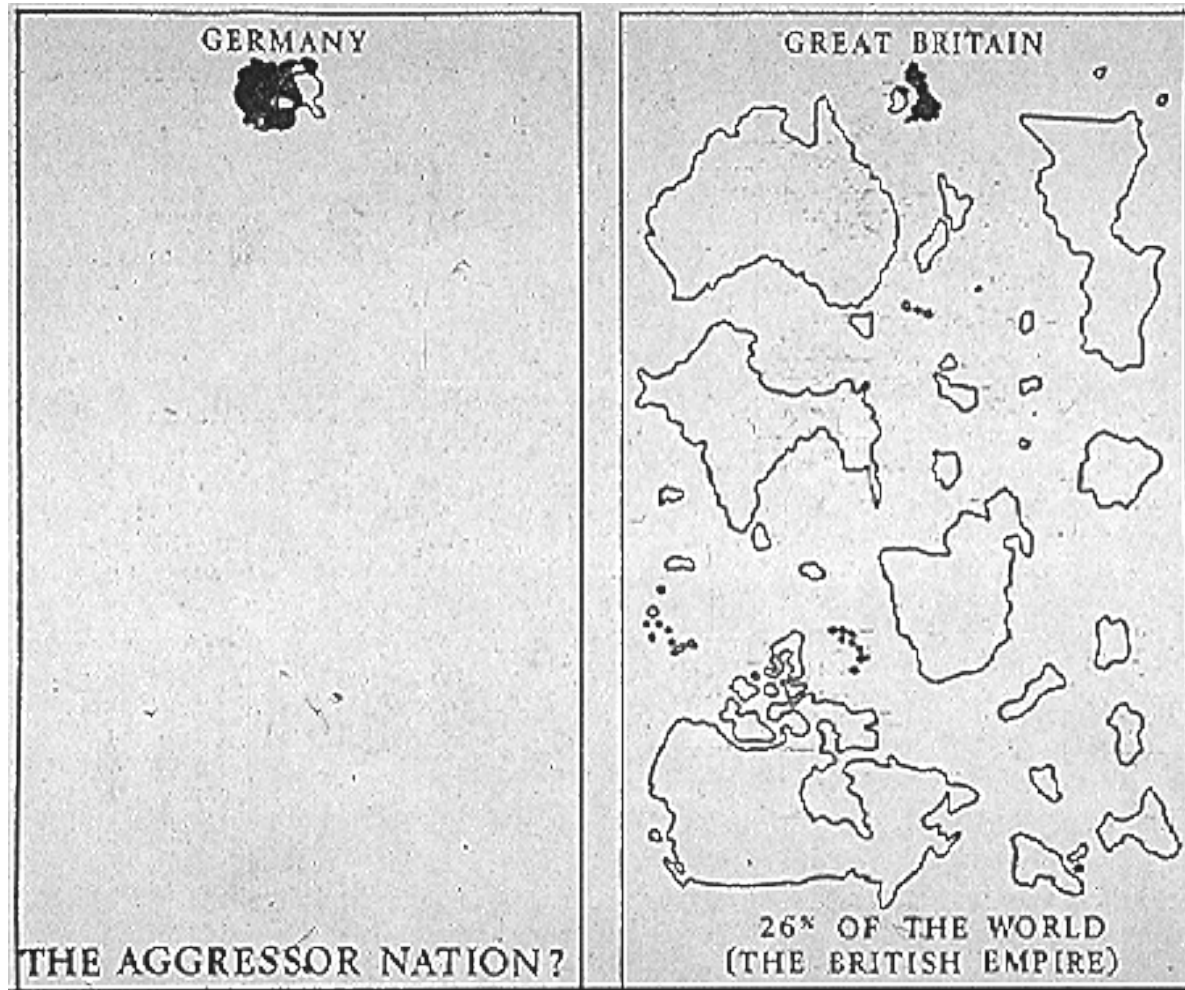 GERMANY
THE AGGRESSOR NATION?
GREAT BRITAIN
26% OF THE WORLD
(THE BRITISH EMPIRE)